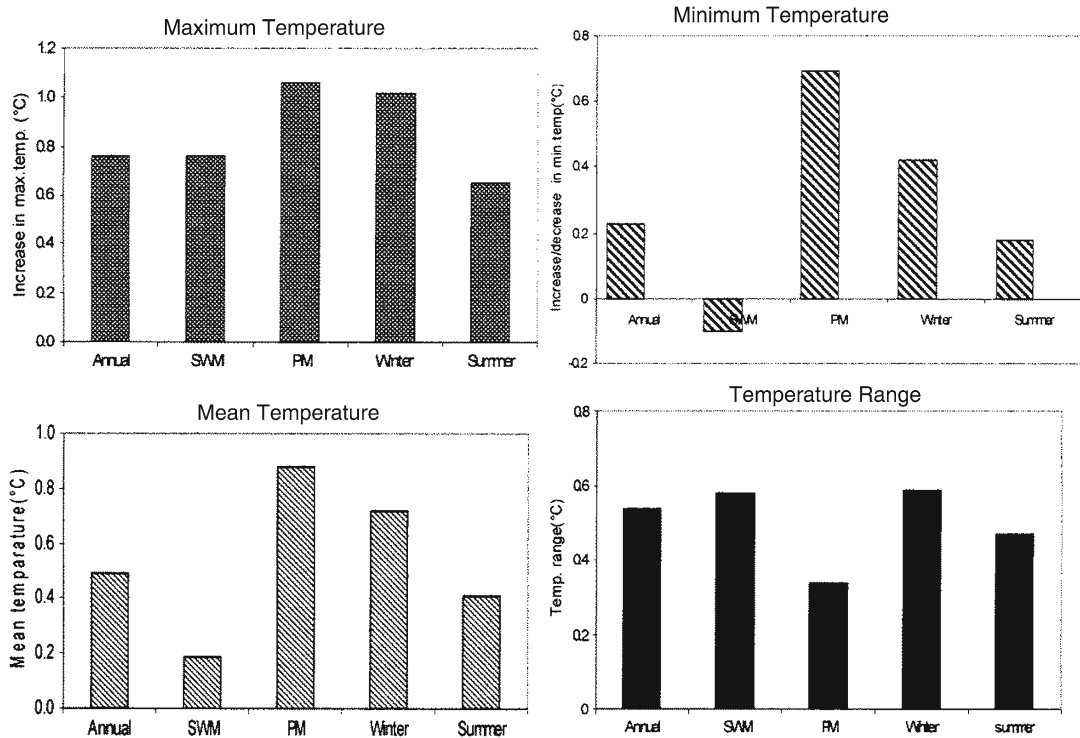 Maximum Temperature
Increase in max.temp. (°C)
1.2
1.0
0.8
0.6
0.4
0.2
0.0
Annual SWM PM Winter Summer
Minimum Temperature
Increase/decrease in min.temp(°C)
0.8
0.6
0.4
0.2
0
-0.2
Annual SWM PM Winter Summer
Mean Temperature
Mean temparature(°C)
1.0
0.8
0.6
0.4
0.2
0.0
Annual SWM PM Winter Summer
Temperature Range
Temp. range(°C)
0.8
0.6
0.4
0.2
0
Annual SWM PM Winter summer